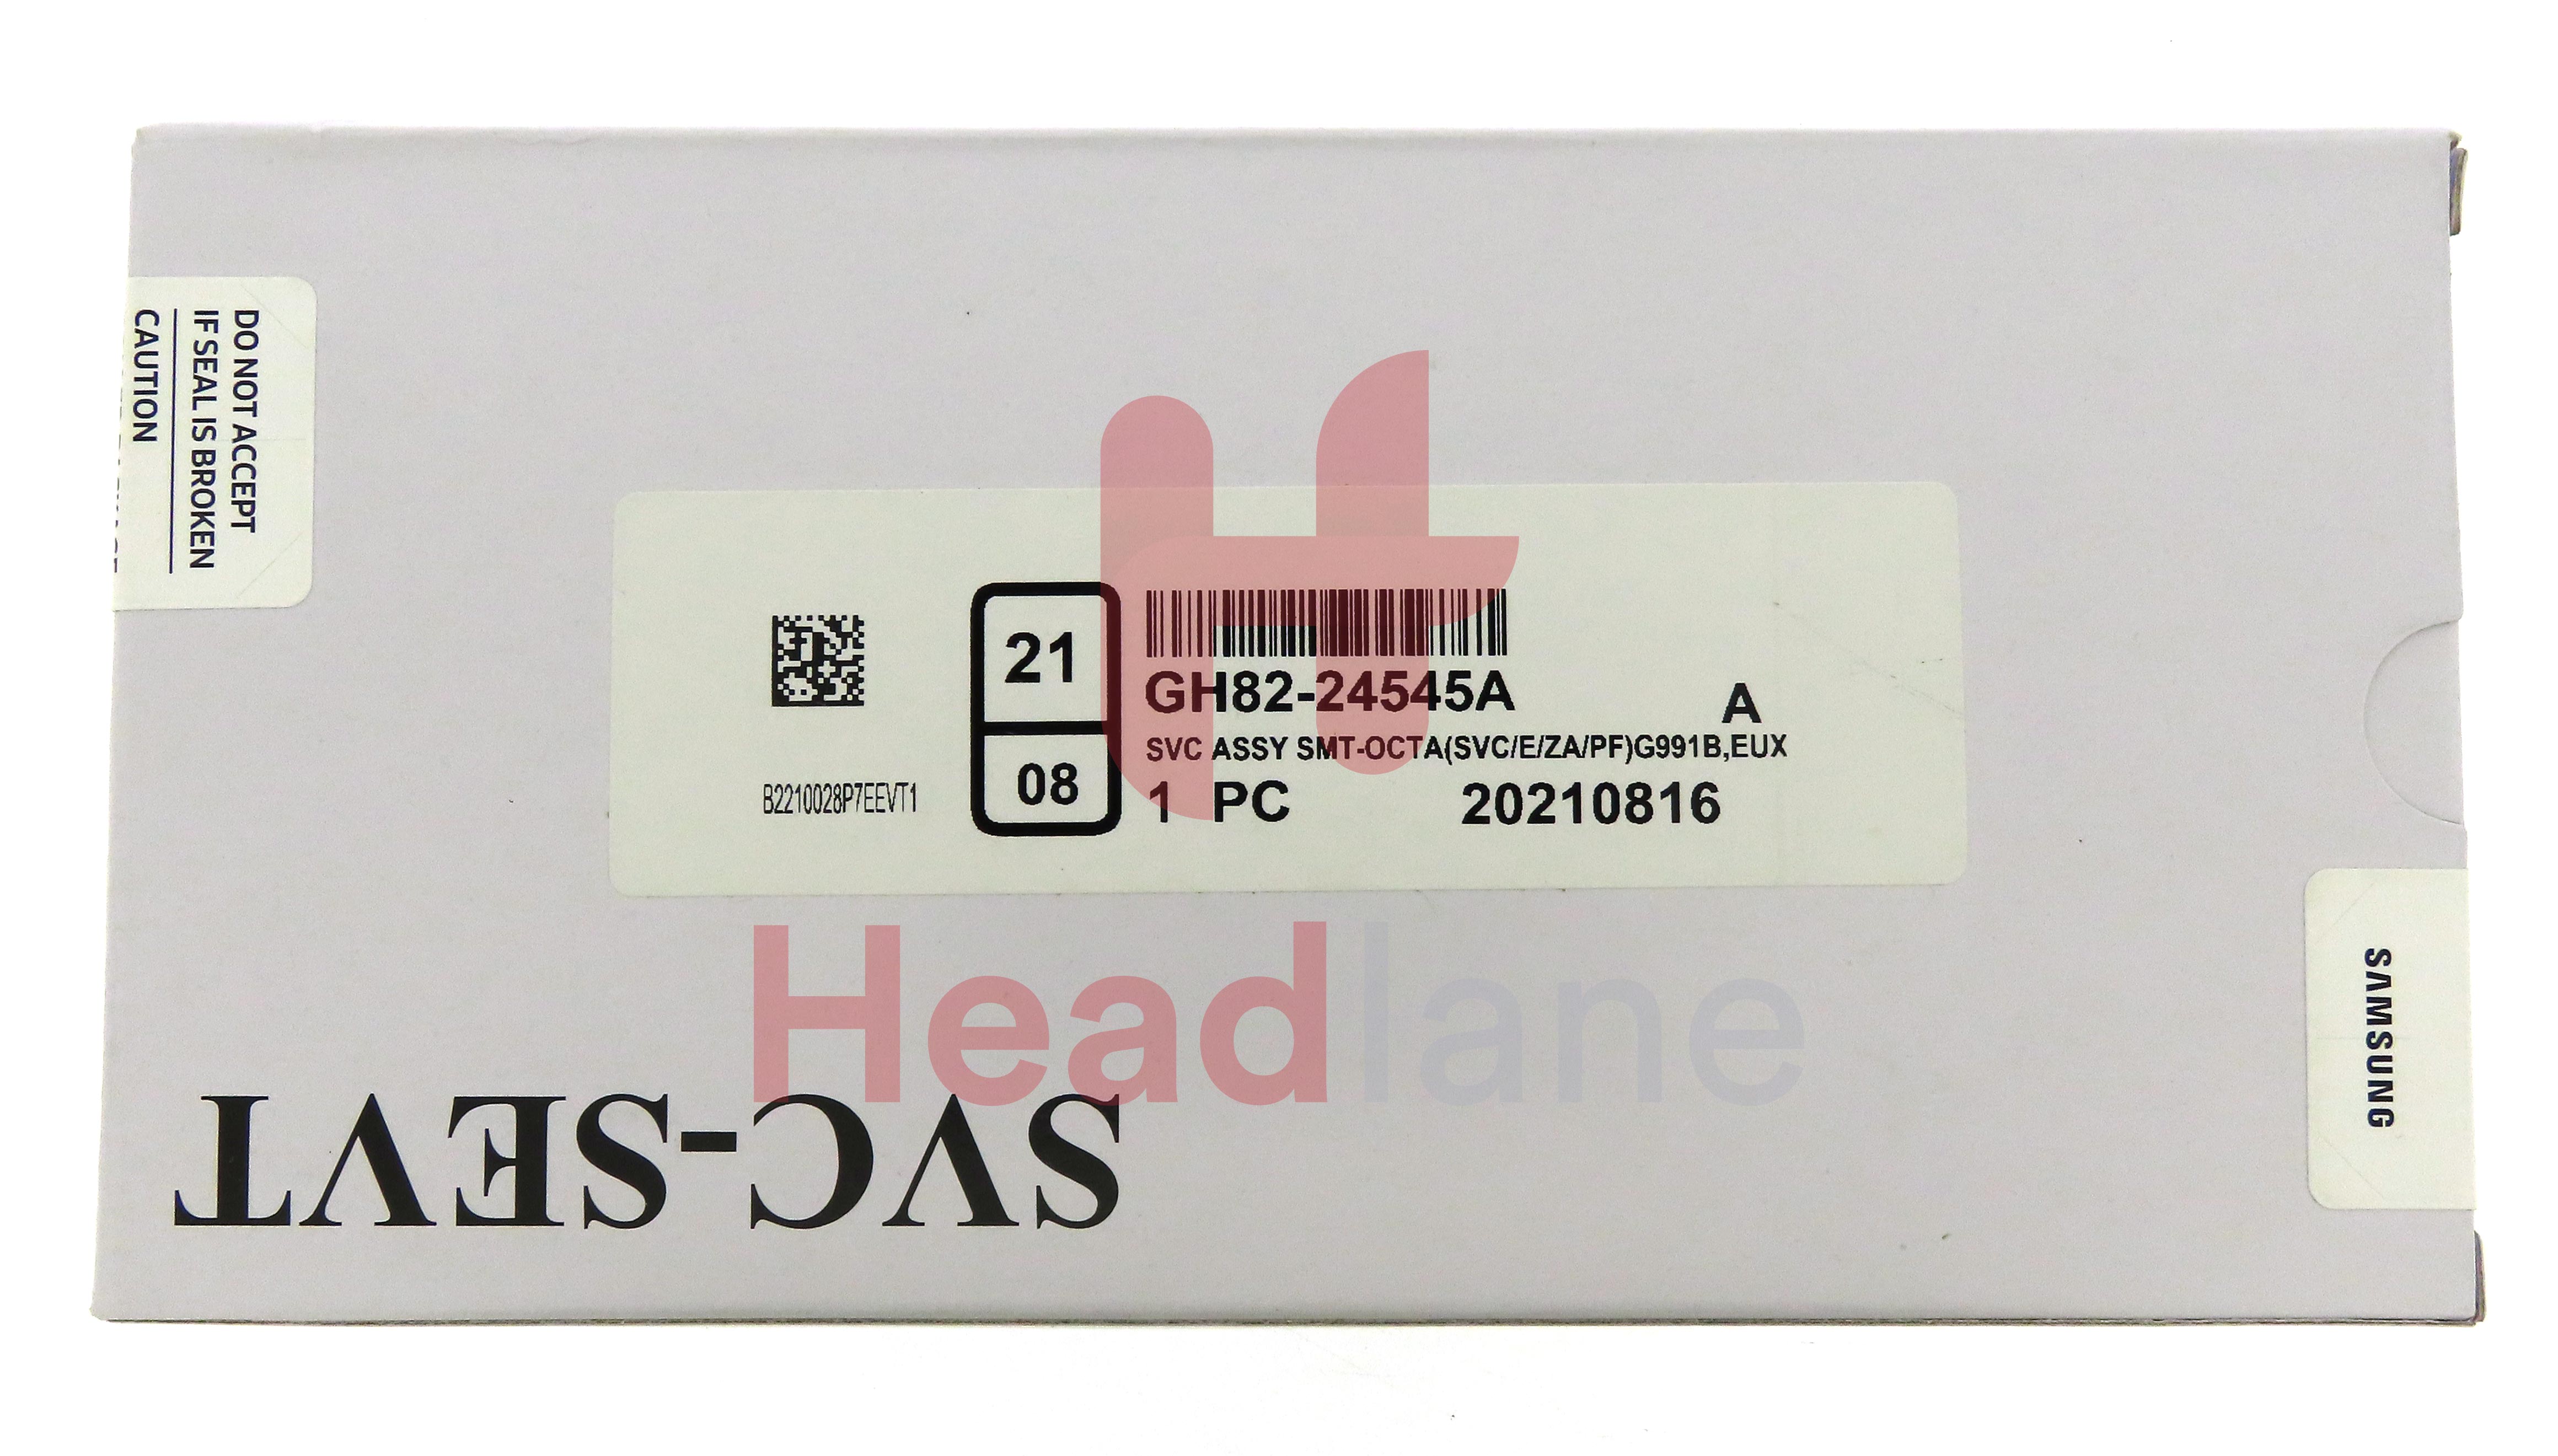 DO NOT ACCEPT
IF SEAL IS BROKEN
CAUTION
21
08
GH82-24545A
A
SVC ASSY SMT-OCTA(SVC/E/ZA/PF)G991B,EUX
1 PC 20210816
B2210028P7EEVT1
Headlane
SAMSUNG
SVC-SEVT